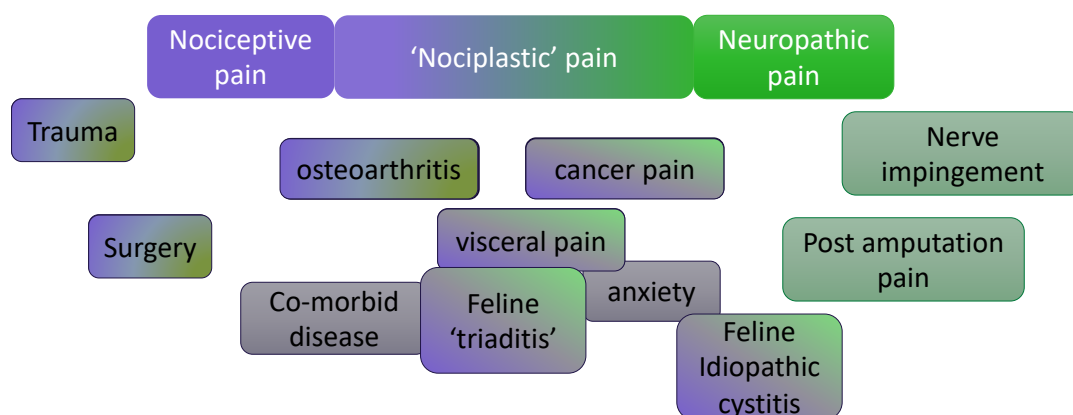 Nociceptive
pain
‘Nociplastic’ pain
Neuropathic
pain
Trauma
osteoarthritis
cancer pain
Nerve
impingement
Surgery
visceral pain
Post amputation
pain
Co-morbid
disease
Feline
‘triaditis’
anxiety
Feline
Idiopathic
cystitis